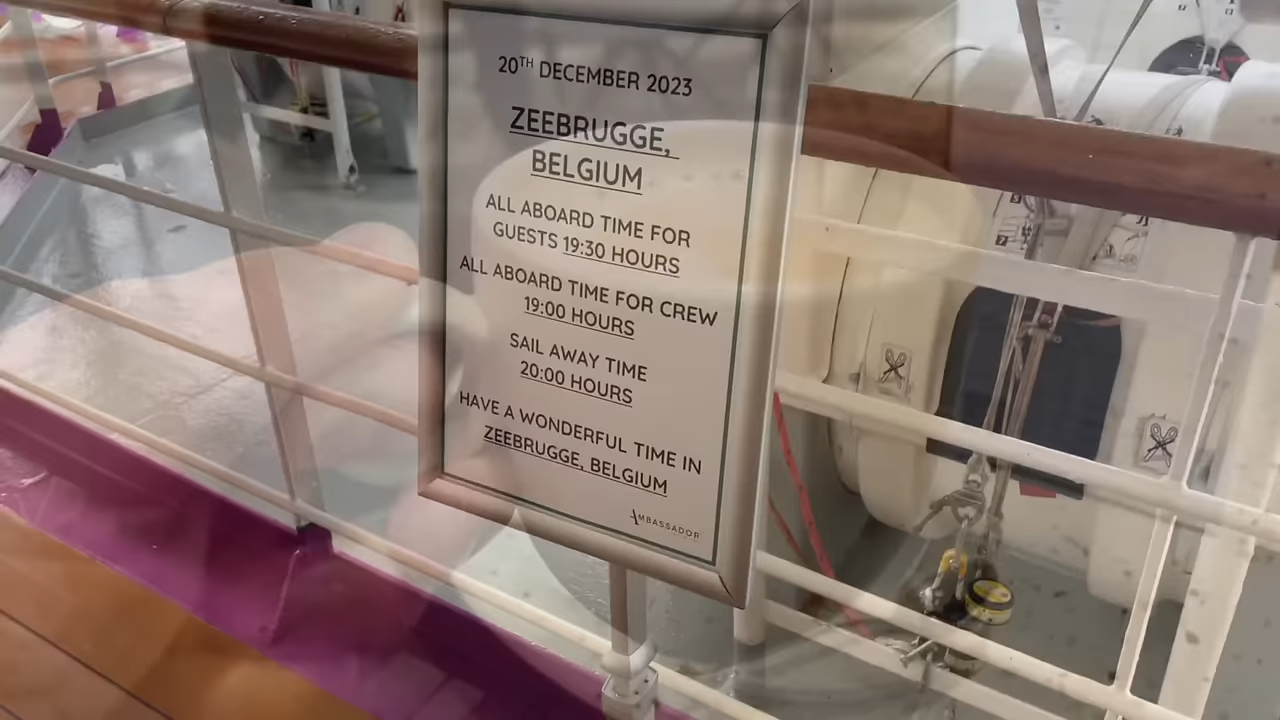 20TH DECEMBER 2023
ZEEBRUGGE,
BELGIUM
ALL ABOARD TIME FOR
GUESTS 19:30 HOURS
ALL ABOARD TIME FOR CREW
19:00 HOURS
SAIL AWAY TIME
20:00 HOURS
HAVE A WONDERFUL TIME IN
ZEEBRUGGE, BELGIUM
AMBASSADOR